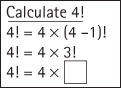 Calculate 4!
4! = 4 × (4 –1)!
4! = 4 × 3!
4! = 4 ×